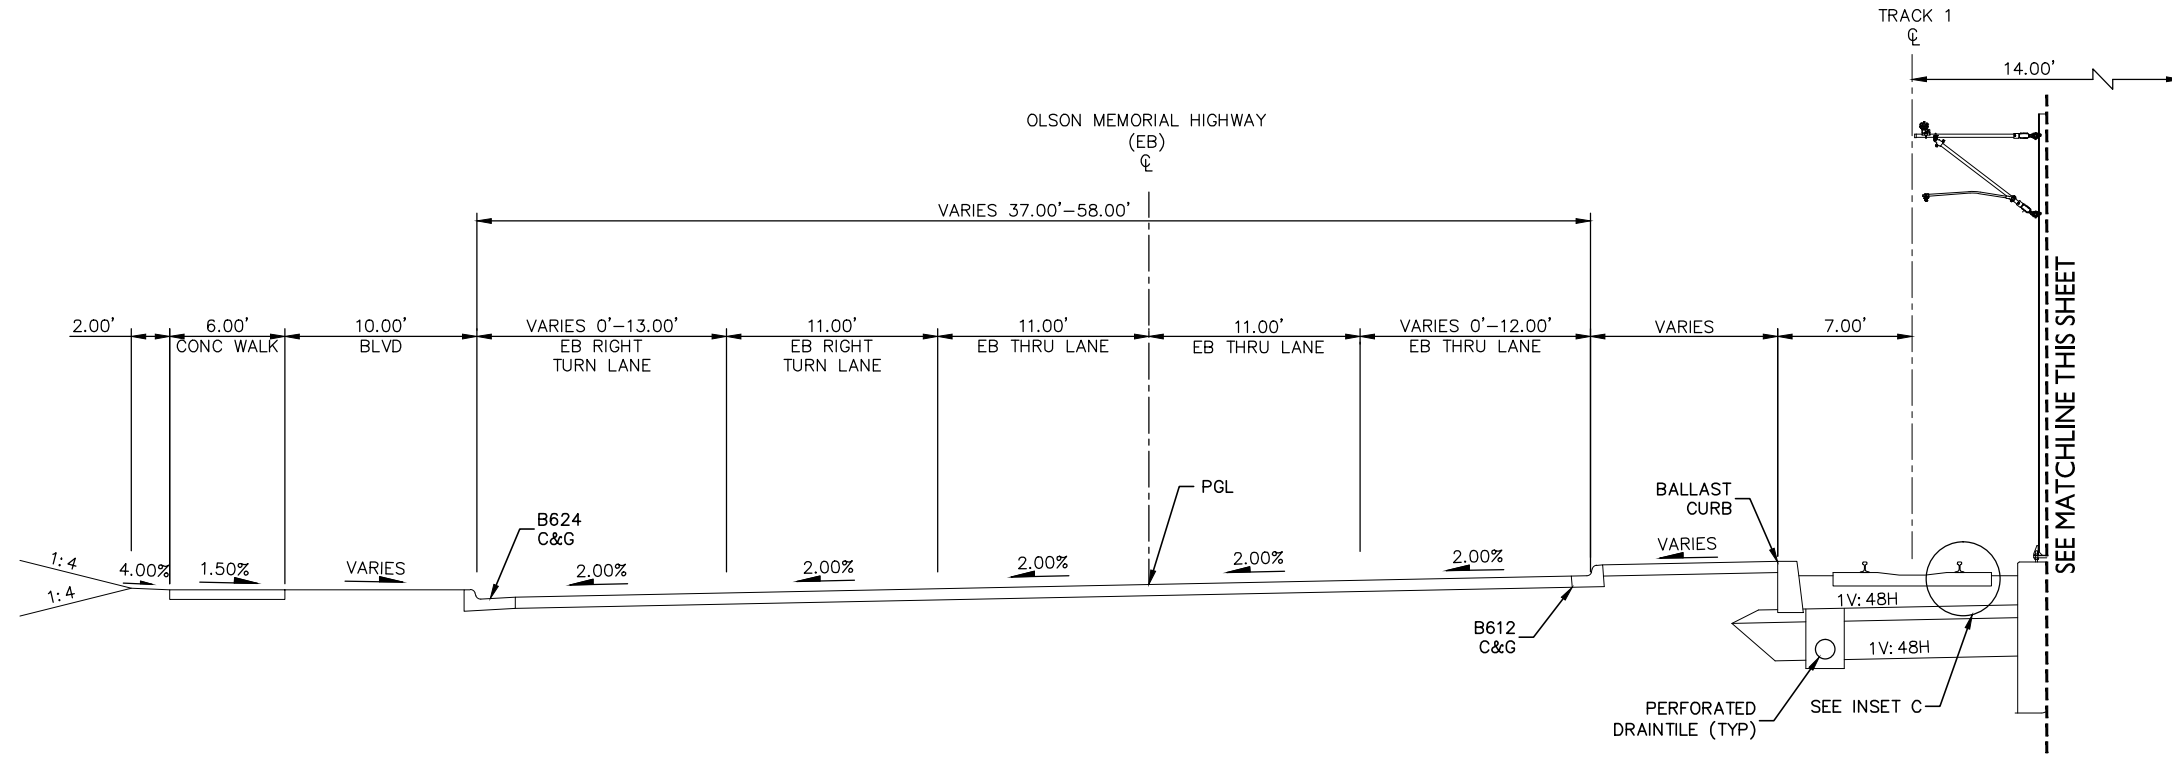 TRACK 1
℄
14.00'
OLSON MEMORIAL HIGHWAY
(EB)
℄
VARIES 37.00'-58.00'
2.00'
6.00'
CONC WALK
10.00'
BLVD
VARIES 0'-13.00'
EB RIGHT
TURN LANE
11.00'
EB RIGHT
TURN LANE
11.00'
EB THRU LANE
11.00'
EB THRU LANE
VARIES 0'-12.00'
EB THRU LANE
VARIES
7.00'
SEE MATCHLINE THIS SHEET
PGL
BALLAST
CURB
B624
C&G
1:4
1:4
4.00%
1.50%
VARIES
2.00%
2.00%
2.00%
2.00%
2.00%
VARIES
1V:48H
1V:48H
B612
C&G
PERFORATED
DRAINTILE (TYP)
SEE INSET C